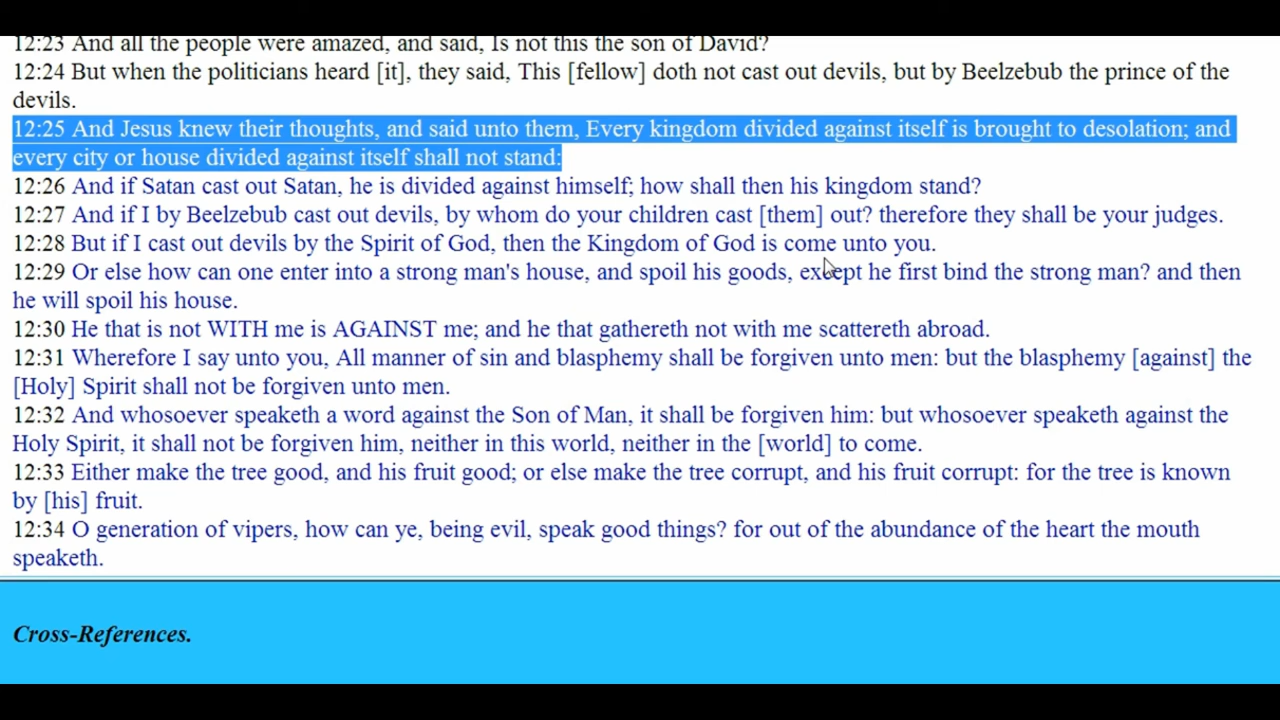 12:23 And all the people were amazed, and said, Is not this the son of David?
12:24 But when the politicians heard [it], they said, This [fellow] doth not cast out devils, but by Beelzebub the prince of the
devils.
12:25 And Jesus knew their thoughts, and said unto them, Every kingdom divided against itself is brought to desolation; and
every city or house divided against itself shall not stand:
12:26 And if Satan cast out Satan, he is divided against himself; how shall then his kingdom stand?
12:27 And if I by Beelzebub cast out devils, by whom do your children cast [them] out? therefore they shall be your judges.
12:28 But if I cast out devils by the Spirit of God, then the Kingdom of God is come unto you.
12:29 Or else how can one enter into a strong man's house, and spoil his goods, except he first bind the strong man? and then
he will spoil his house.
12:30 He that is not WITH me is AGAINST me; and he that gathereth not with me scattereth abroad.
12:31 Wherefore I say unto you, All manner of sin and blasphemy shall be forgiven unto men: but the blasphemy [against] the
[Holy] Spirit shall not be forgiven unto men.
12:32 And whosoever speaketh a word against the Son of Man, it shall be forgiven him: but whosoever speaketh against the
Holy Spirit, it shall not be forgiven him, neither in this world, neither in the [world] to come.
12:33 Either make the tree good, and his fruit good; or else make the tree corrupt, and his fruit corrupt: for the tree is known
by [his] fruit.
12:34 O generation of vipers, how can ye, being evil, speak good things? for out of the abundance of the heart the mouth
speaketh.
Cross-References.